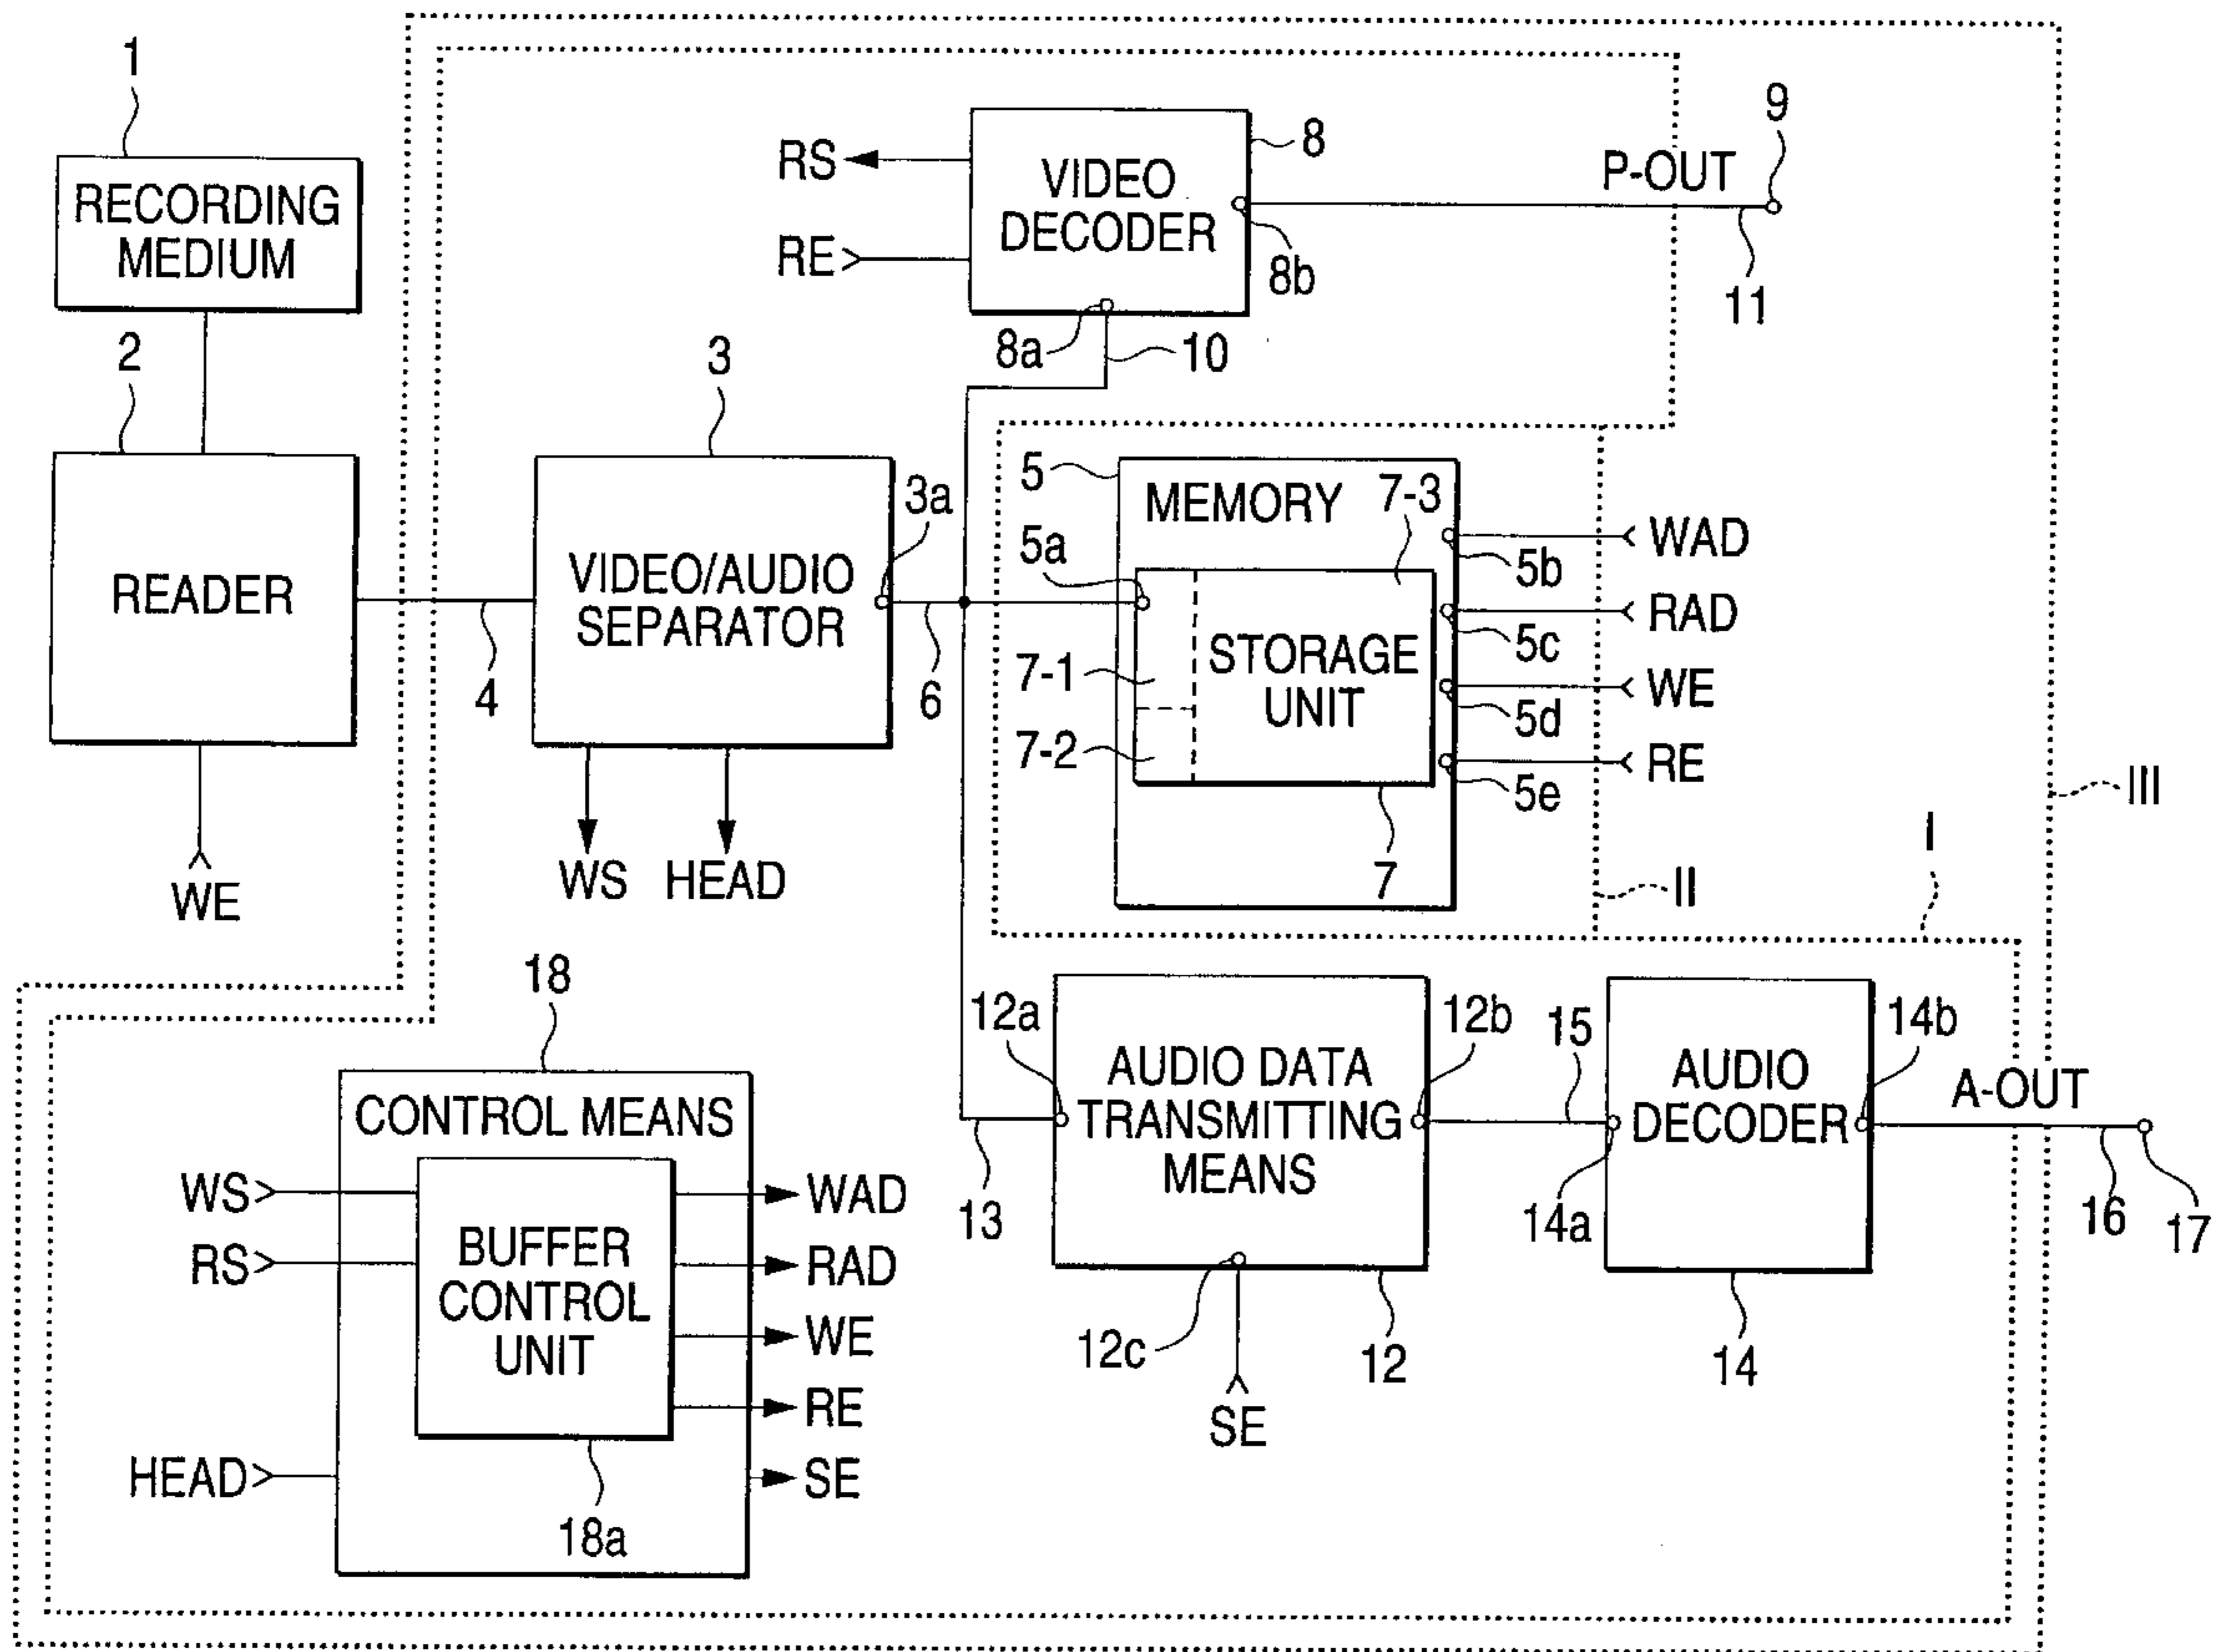 1
RECORDING
MEDIUM
2
READER
WE
3
VIDEO/AUDIO
SEPARATOR
3a
4
6
WS
HEAD
RS
RE
VIDEO
DECODER
8
8a
8b
10
P-OUT
9
11
5
MEMORY
7-3
5a
7-1
7-2
STORAGE
UNIT
7
5b
5c
5d
5e
WAD
RAD
WE
RE
II
I
III
18
CONTROL MEANS
WS
RS
HEAD
BUFFER
CONTROL
UNIT
18a
WAD
RAD
WE
RE
SE
12a
12b
AUDIO DATA
TRANSMITTING
MEANS
13
12c
12
SE
15
14a
AUDIO
DECODER
14b
14
A-OUT
16
17